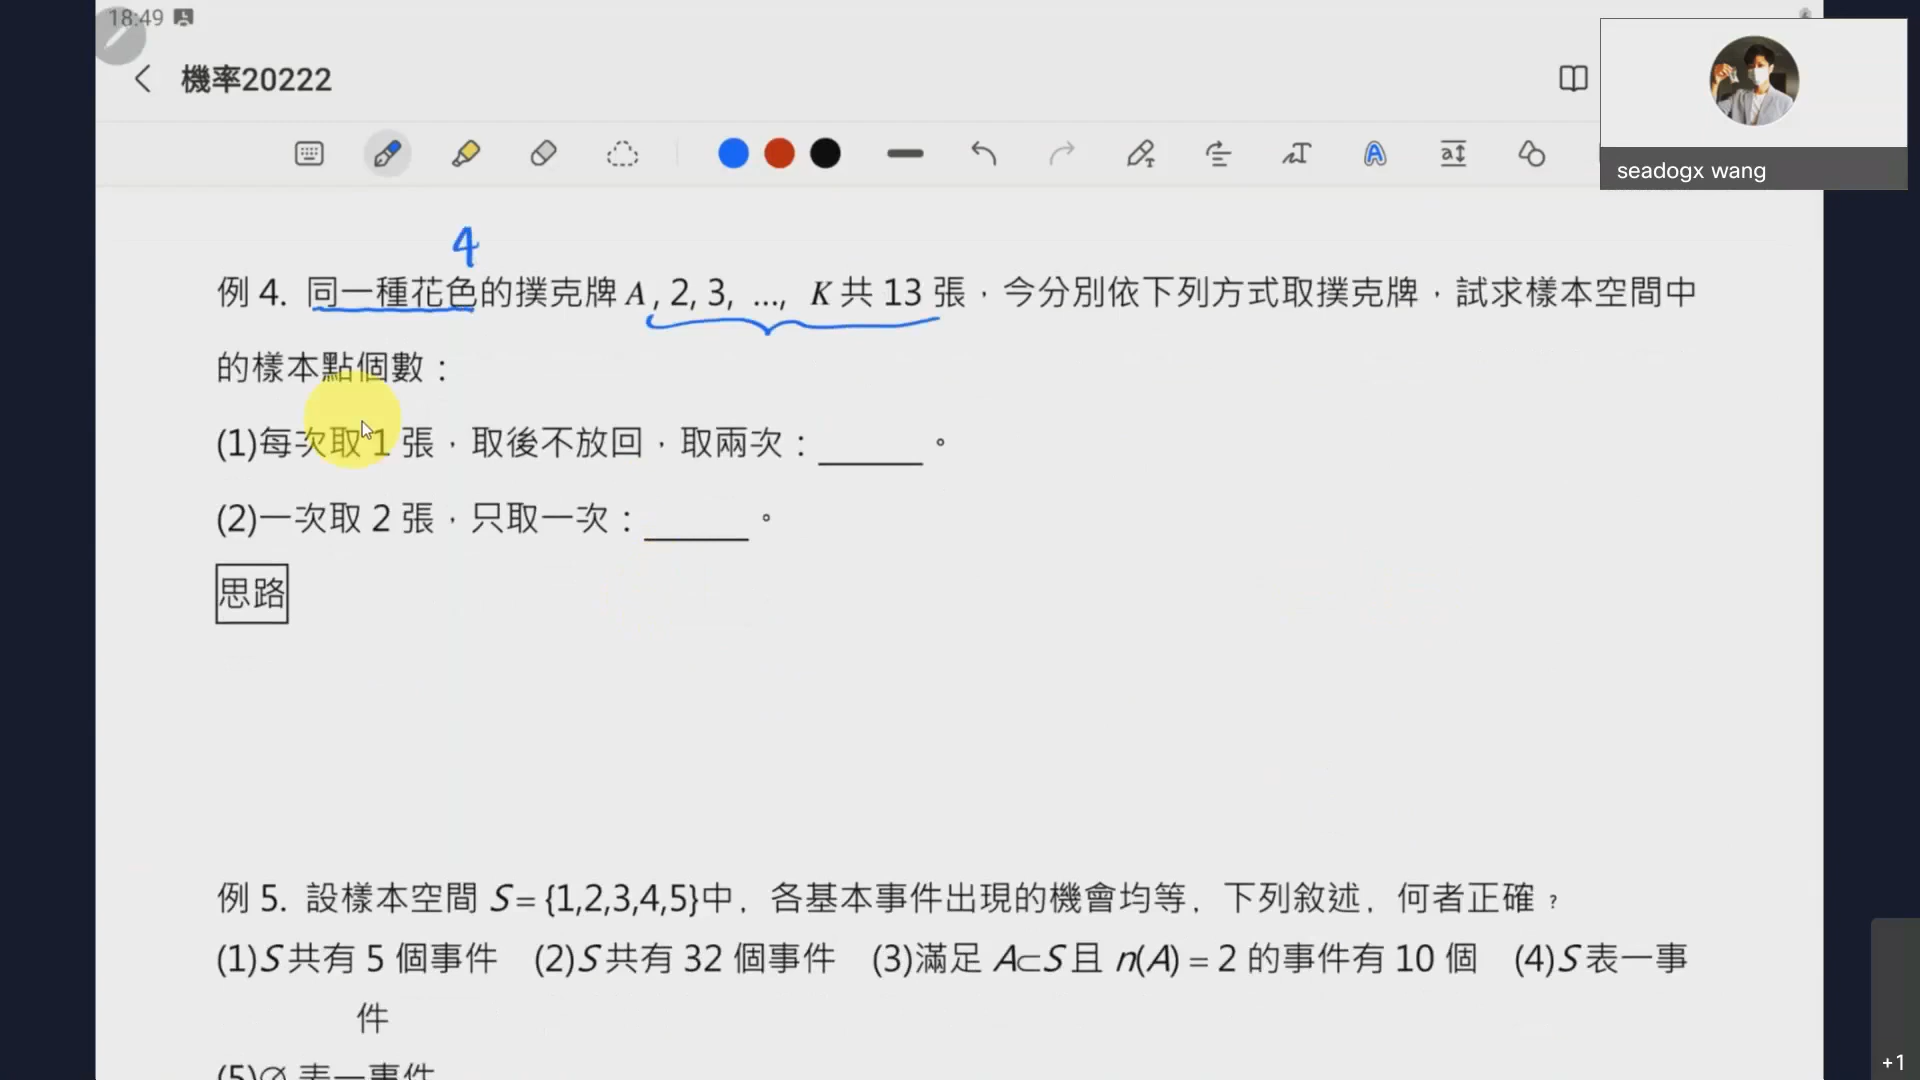 18:49
機率20222
seadogx wang
4
例 4. 同一種花色的撲克牌 A , 2, 3, ..., K 共 13 張，今分別依下列方式取撲克牌，試求樣本空間中
的樣本點個數：
(1)每次取 1 張，取後不放回，取兩次：______。
(2)一次取 2 張，只取一次：______。
思路
例 5. 設樣本空間 S = {1,2,3,4,5}中，各基本事件出現的機會均等，下列敘述，何者正確？
(1)S 共有 5 個事件 (2)S 共有 32 個事件 (3)滿足 A⊂S 且 n(A) = 2 的事件有 10 個 (4)S 表一事
件
(5)∅ 表一事件
+1